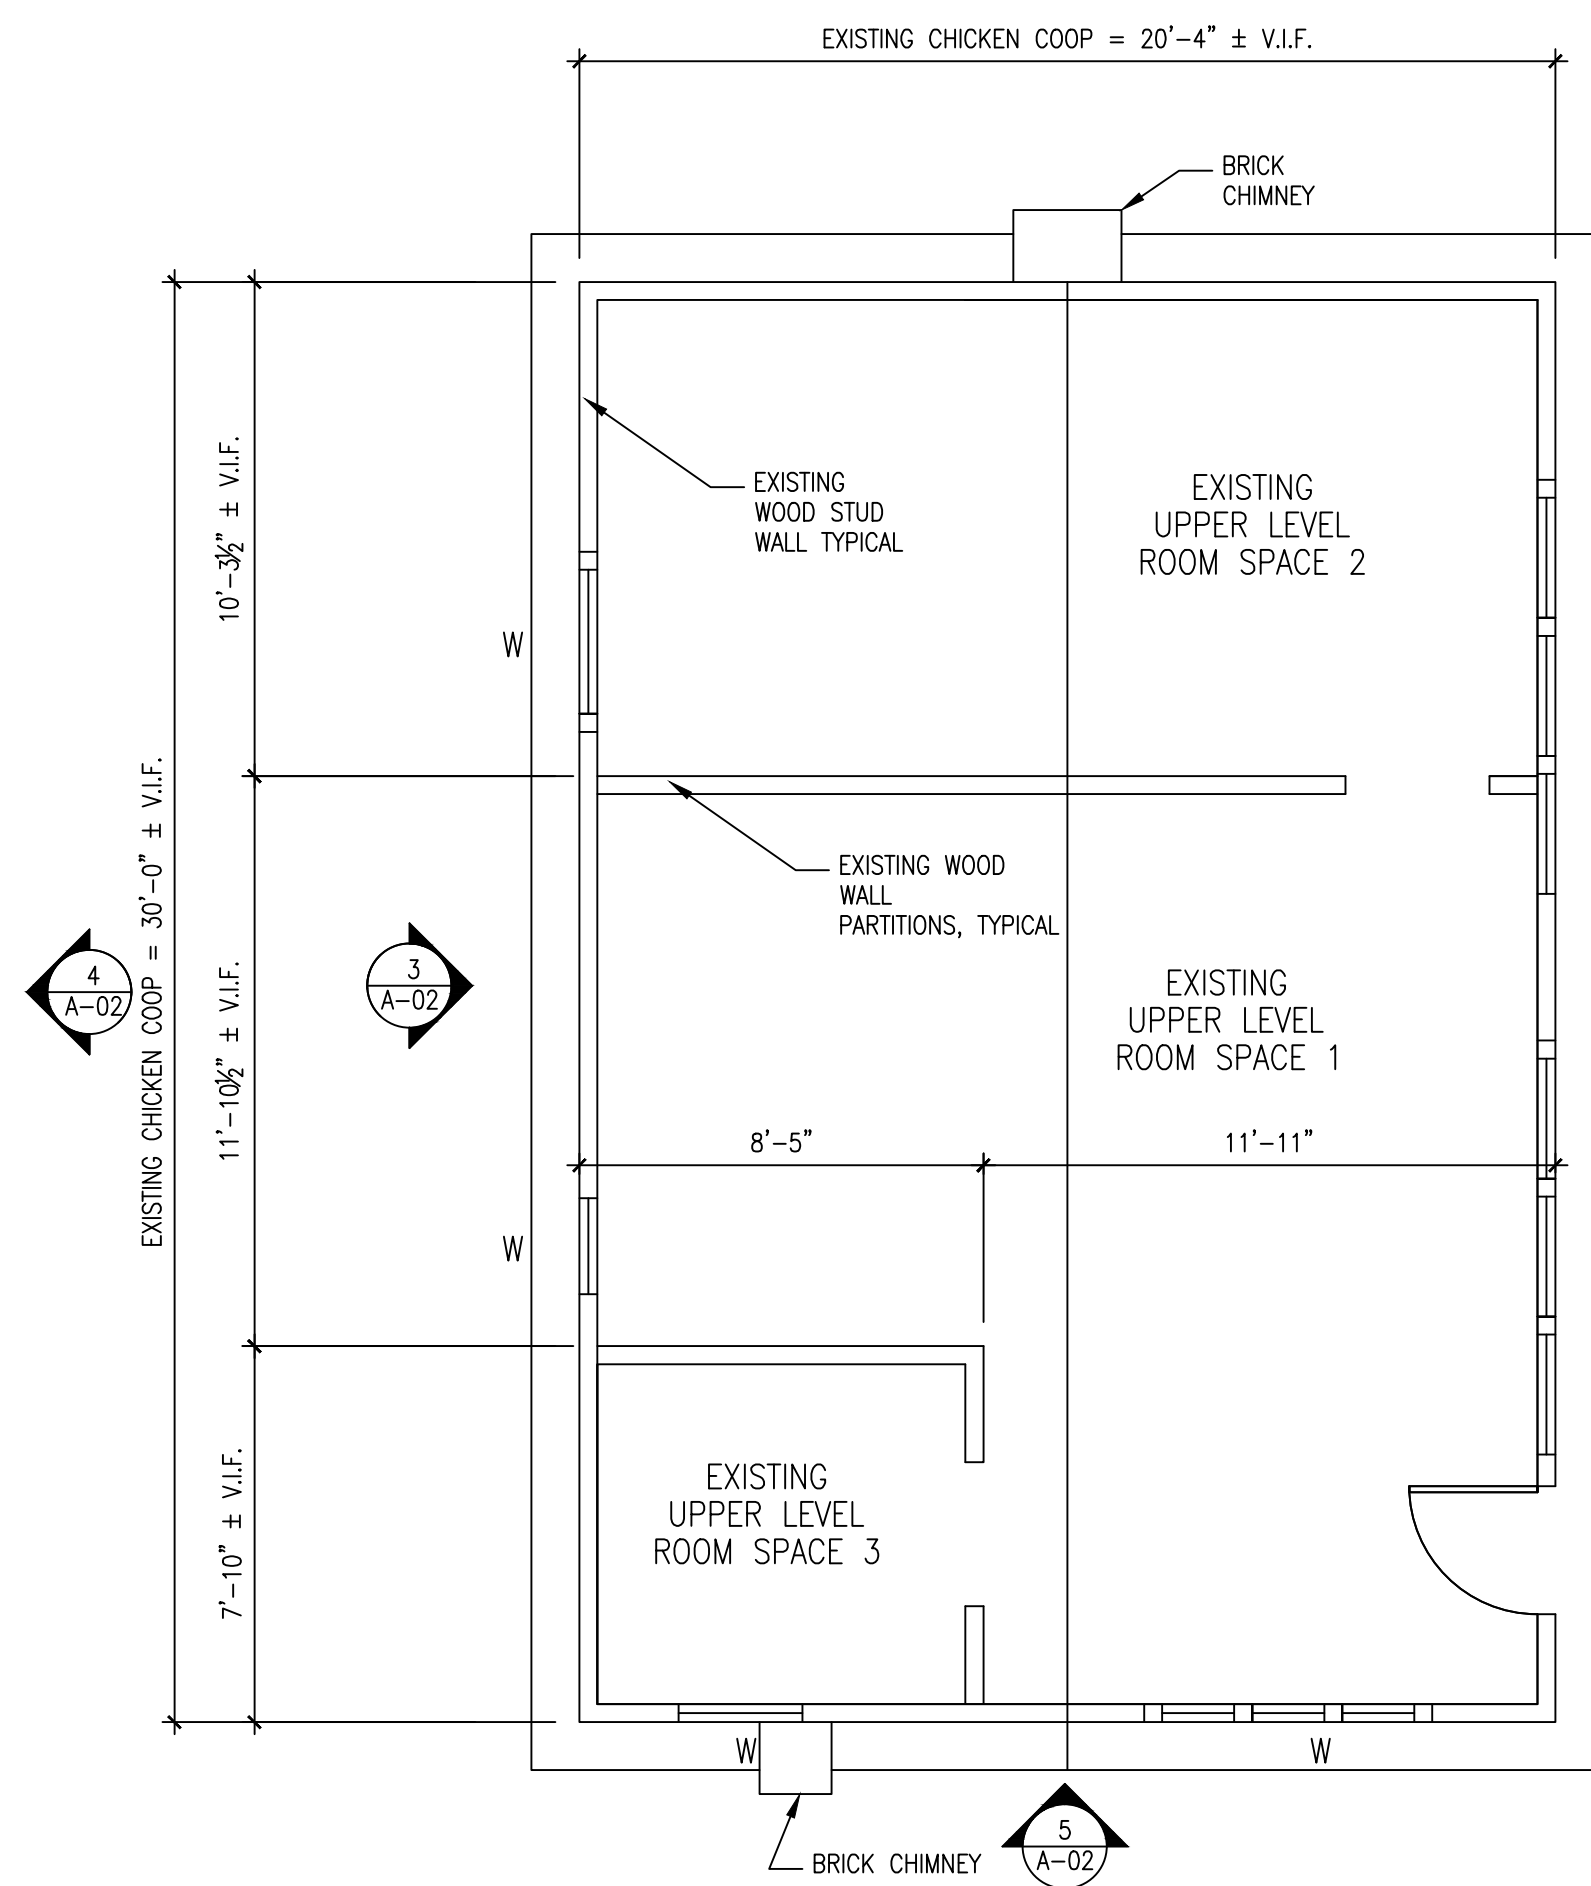 EXISTING CHICKEN COOP = 20'-4" ± V.I.F.
BRICK
CHIMNEY
10'-3½" ± V.I.F.
EXISTING
WOOD STUD
WALL TYPICAL
EXISTING
UPPER LEVEL
ROOM SPACE 2
W
EXISTING CHICKEN COOP = 30'-0" ± V.I.F.
EXISTING WOOD
WALL
PARTITIONS, TYPICAL
4
A-02
3
A-02
11'-10½" ± V.I.F.
EXISTING
UPPER LEVEL
ROOM SPACE 1
8'-5"
11'-11"
W
7'-10" ± V.I.F.
EXISTING
UPPER LEVEL
ROOM SPACE 3
W
W
5
A-02
BRICK CHIMNEY